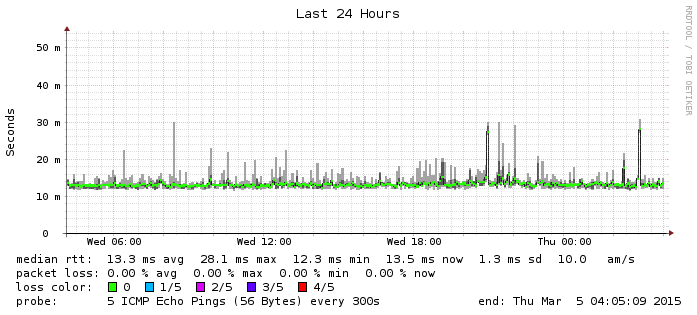 Last 24 Hours
RRDTOOL / TOBI OETIKER
Seconds
50 m
40 m
30 m
20 m
10 m
0
Wed 06:00 Wed 12:00 Wed 18:00 Thu 00:00
median rtt: 13.3 ms avg 28.1 ms max 12.3 ms min 13.5 ms now 1.3 ms sd 10.0 am/s
packet loss: 0.00 % avg 0.00 % max 0.00 % min 0.00 % now
loss color: 0 1/5 2/5 3/5 4/5
probe: 5 ICMP Echo Pings (56 Bytes) every 300s end: Thu Mar 5 04:05:09 2015